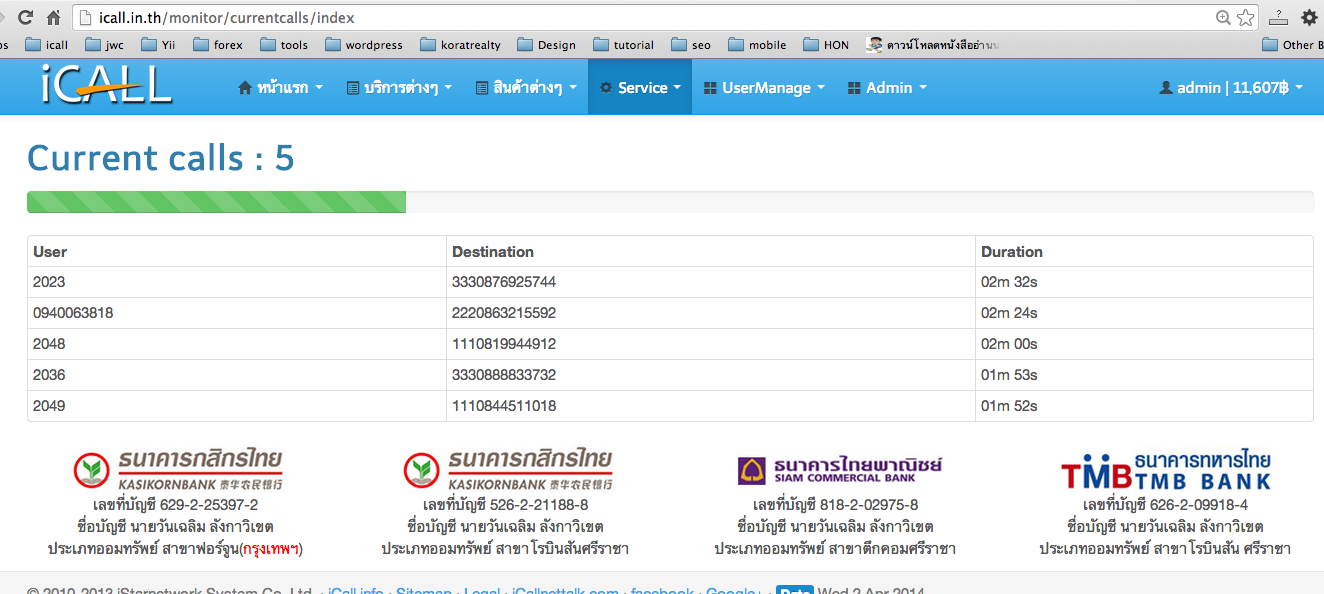 icall.in.th/monitor/currentcalls/index
icall jwc Yii forex tools wordpress koratrealty Design tutorial seo mobile HON ดาวน์โหลดหนังสืออ่านน Other B
iCALL หน้าแรก บริการต่างๆ สินค้าต่างๆ Service UserManage Admin admin | 11,607฿
Current calls : 5
User Destination Duration
2023 3330876925744 02m 32s
0940063818 2220863215592 02m 24s
2048 1110819944912 02m 00s
2036 3330888833732 01m 53s
2049 1110844511018 01m 52s
ธนาคารกสิกรไทย ธนาคารกสิกรไทย ธนาคารไทยพาณิชย์ ธนาคารทหารไทย
KASIKORNBANK 泰华农民银行 KASIKORNBANK 泰华农民银行 SIAM COMMERCIAL BANK TMB TMB BANK
เลขที่บัญชี 629-2-25397-2 เลขที่บัญชี 526-2-21188-8 เลขที่บัญชี 818-2-02975-8 เลขที่บัญชี 626-2-09918-4
ชื่อบัญชี นายวันเฉลิม ลังกาวิเขต ชื่อบัญชี นายวันเฉลิม ลังกาวิเขต ชื่อบัญชี นายวันเฉลิม ลังกาวิเขต ชื่อบัญชี นายวันเฉลิม ลังกาวิเขต
ประเภทออมทรัพย์ สาขาฟอร์จูน(กรุงเทพฯ) ประเภทออมทรัพย์ สาขาโรบินสันศรีราชา ประเภทออมทรัพย์ สาขาตึกคอมศรีราชา ประเภทออมทรัพย์ สาขาโรบินสัน ศรีราชา
© 2010-2013 iStarnetwork System Co.,Ltd. · iCall.info · Sitemap · Legal · iCallnettalk.com · facebook · Google+ · Beta Wed 2 Apr 2014